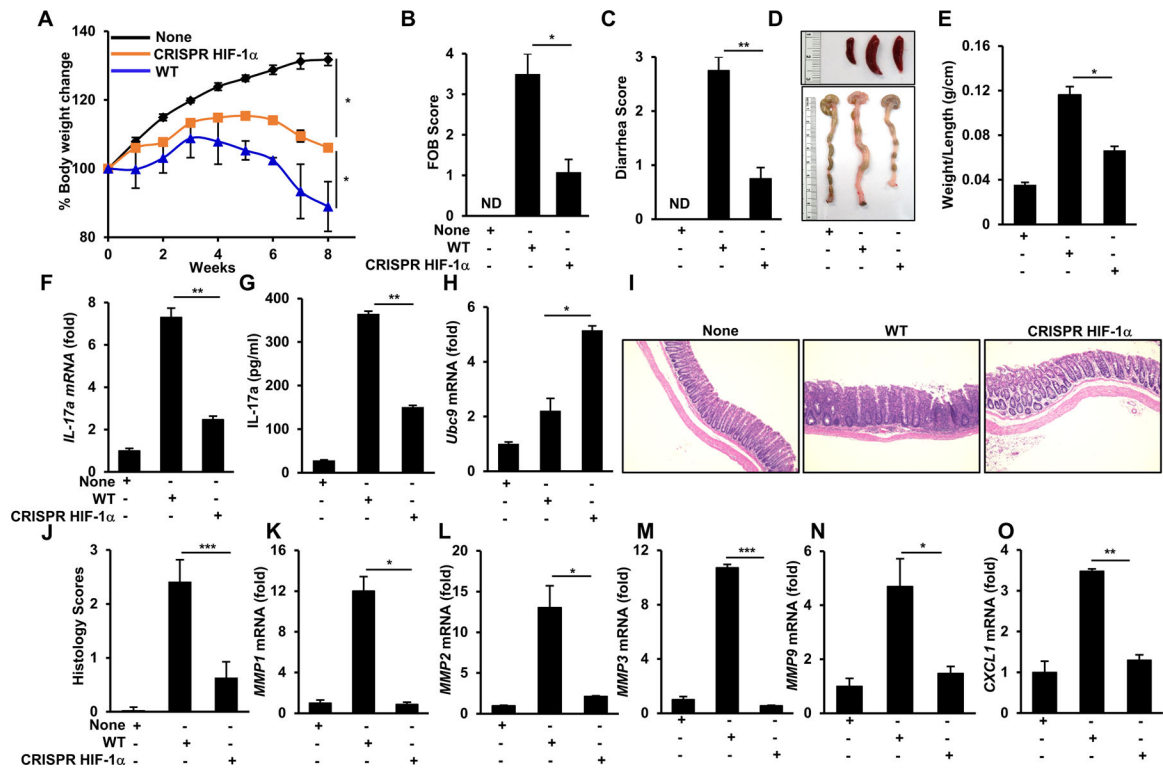 A
None
CRISPR HIF-1α
WT
% Body weight change
140
120
100
80
0 2 4 6 8
Weeks
*
*
B
FOB Score
4
3
2
1
0
ND
*
None + - -
WT - + -
CRISPR HIF-1α - - +
C
Diarrhea Score
3
2
1
0
ND
**
+ - -
- + -
- - +
D
+ - -
- + -
- - +
E
Weight/Length (g/cm)
0.16
0.12
0.08
0.04
0
*
+ - -
- + -
- - +
F
IL-17a mRNA (fold)
8
6
4
2
0
**
None + - -
WT - + -
CRISPR HIF-1α - - +
G
IL-17a (pg/ml)
400
300
200
100
0
**
+ - -
- + -
- - +
H
Ubc9 mRNA (fold)
6
4
2
0
*
+ - -
- + -
- - +
I
None
WT
CRISPR HIF-1α
J
Histology Scores
3
2
1
0
***
None + - -
WT - + -
CRISPR HIF-1α - - +
K
MMP1 mRNA (fold)
16
12
8
4
0
*
+ - -
- + -
- - +
L
MMP2 mRNA (fold)
20
15
10
5
0
*
+ - -
- + -
- - +
M
MMP3 mRNA (fold)
12
8
4
0
***
+ - -
- + -
- - +
N
MMP9 mRNA (fold)
6
4
2
0
*
+ - -
- + -
- - +
O
CXCL1 mRNA (fold)
4
3
2
1
0
**
+ - -
- + -
- - +